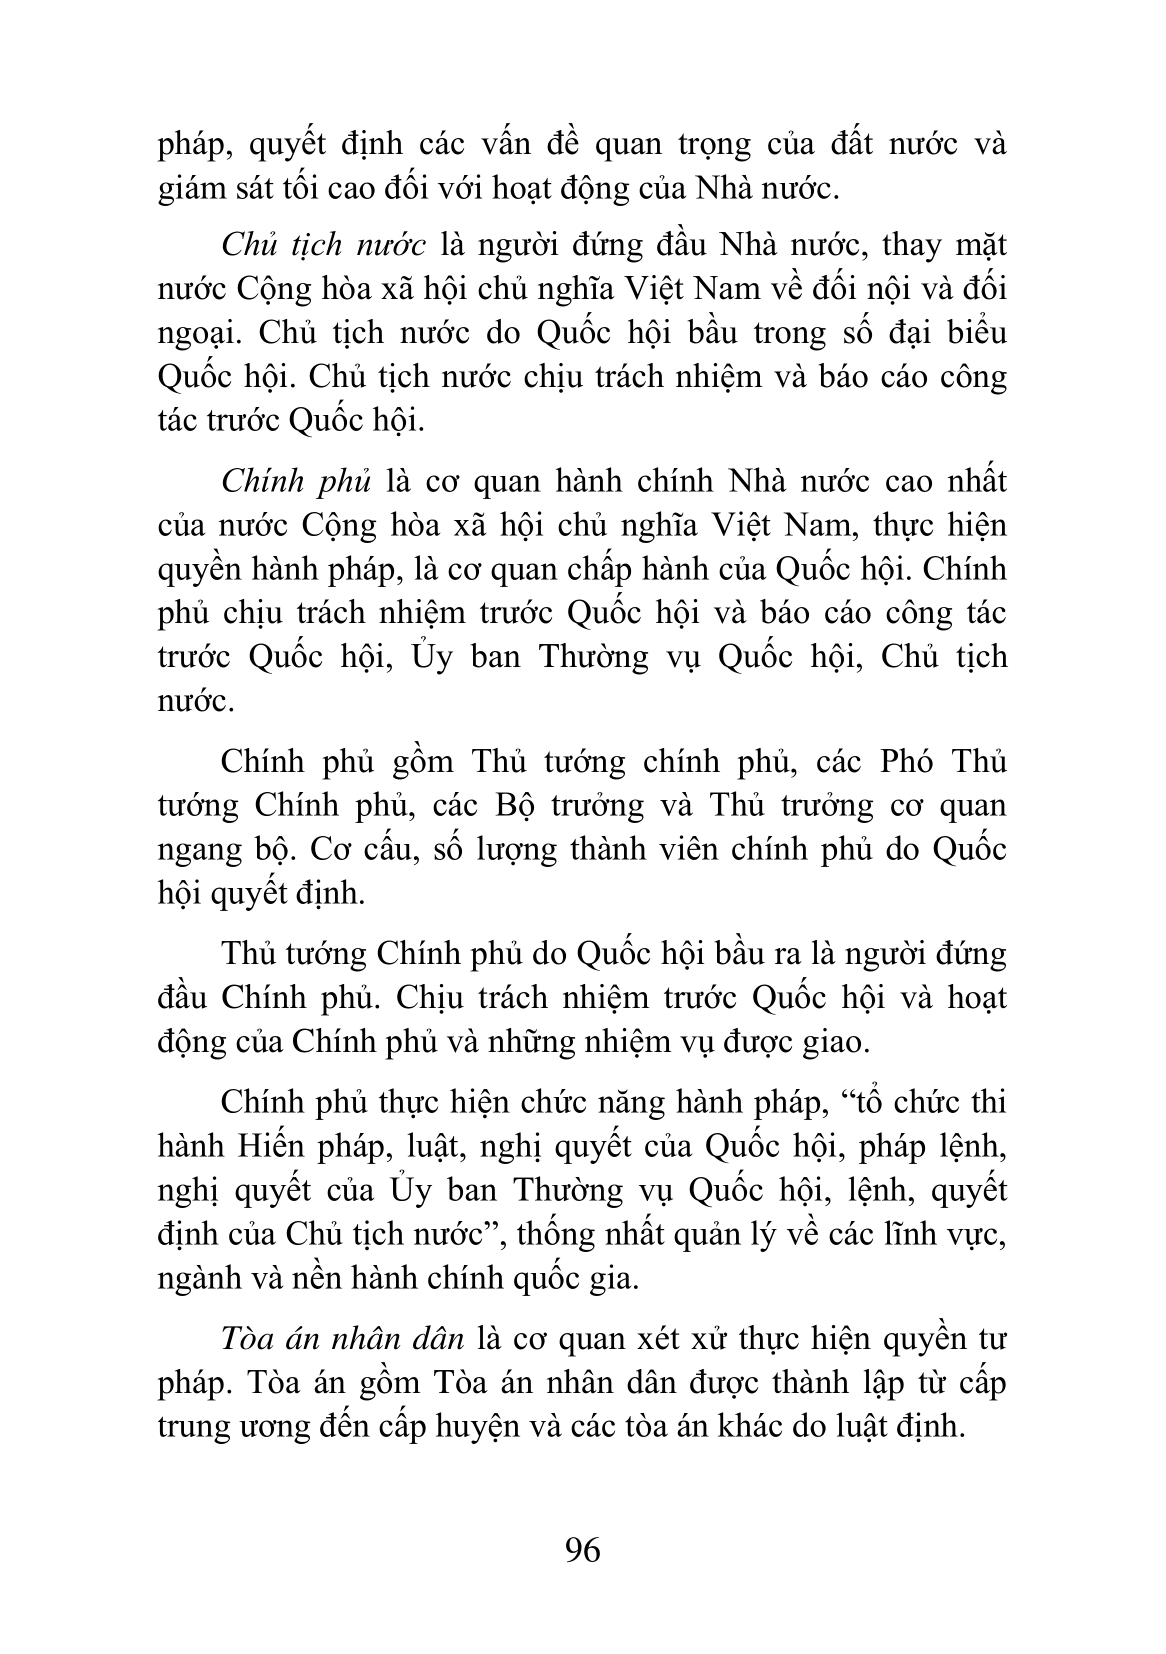 pháp, quyết định các vấn đề quan trọng của đất nước và
giám sát tối cao đối với hoạt động của Nhà nước.
Chủ tịch nước là người đứng đầu Nhà nước, thay mặt
nước Cộng hòa xã hội chủ nghĩa Việt Nam về đối nội và đối
ngoại. Chủ tịch nước do Quốc hội bầu trong số đại biểu
Quốc hội. Chủ tịch nước chịu trách nhiệm và báo cáo công
tác trước Quốc hội.
Chính phủ là cơ quan hành chính Nhà nước cao nhất
của nước Cộng hòa xã hội chủ nghĩa Việt Nam, thực hiện
quyền hành pháp, là cơ quan chấp hành của Quốc hội. Chính
phủ chịu trách nhiệm trước Quốc hội và báo cáo công tác
trước Quốc hội, Ủy ban Thường vụ Quốc hội, Chủ tịch
nước.
Chính phủ gồm Thủ tướng chính phủ, các Phó Thủ
tướng Chính phủ, các Bộ trưởng và Thủ trưởng cơ quan
ngang bộ. Cơ cấu, số lượng thành viên chính phủ do Quốc
hội quyết định.
Thủ tướng Chính phủ do Quốc hội bầu ra là người đứng
đầu Chính phủ. Chịu trách nhiệm trước Quốc hội và hoạt
động của Chính phủ và những nhiệm vụ được giao.
Chính phủ thực hiện chức năng hành pháp, “tổ chức thi
hành Hiến pháp, luật, nghị quyết của Quốc hội, pháp lệnh,
nghị quyết của Ủy ban Thường vụ Quốc hội, lệnh, quyết
định của Chủ tịch nước”, thống nhất quản lý về các lĩnh vực,
ngành và nền hành chính quốc gia.
Tòa án nhân dân là cơ quan xét xử thực hiện quyền tư
pháp. Tòa án gồm Tòa án nhân dân được thành lập từ cấp
trung ương đến cấp huyện và các tòa án khác do luật định.
96